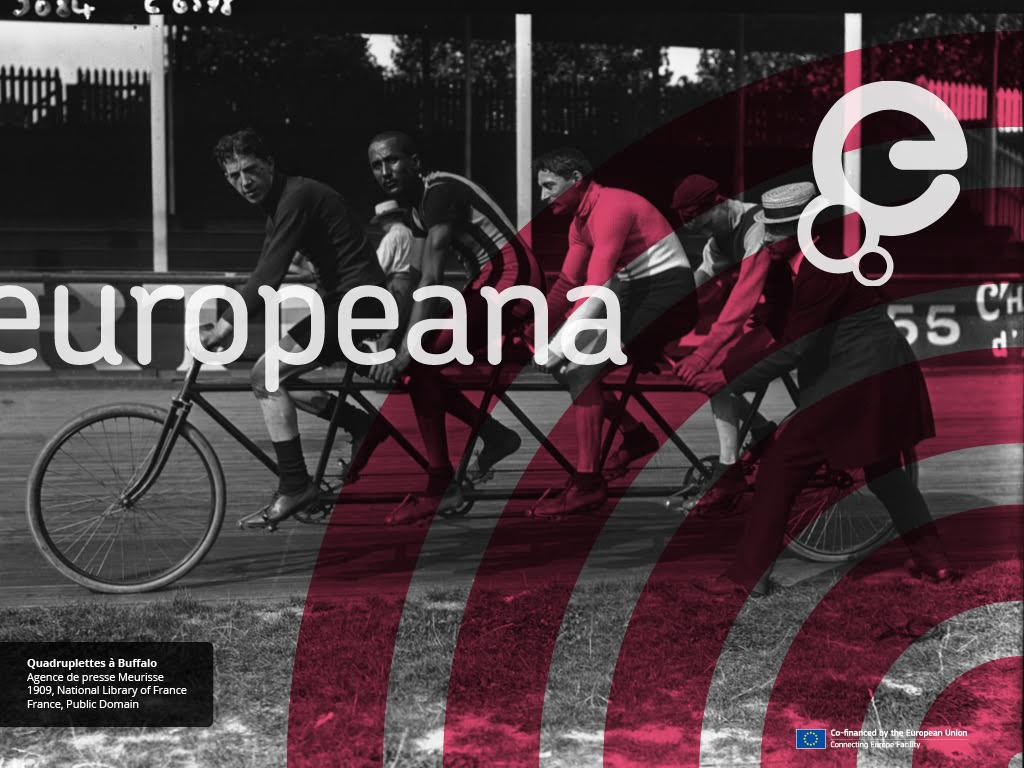 europeana
55
C'H
d'
Quadruplettes à Buffalo
Agence de presse Meurisse
1909, National Library of France
France, Public Domain
Co-financed by the European Union
Connecting Europe Facility